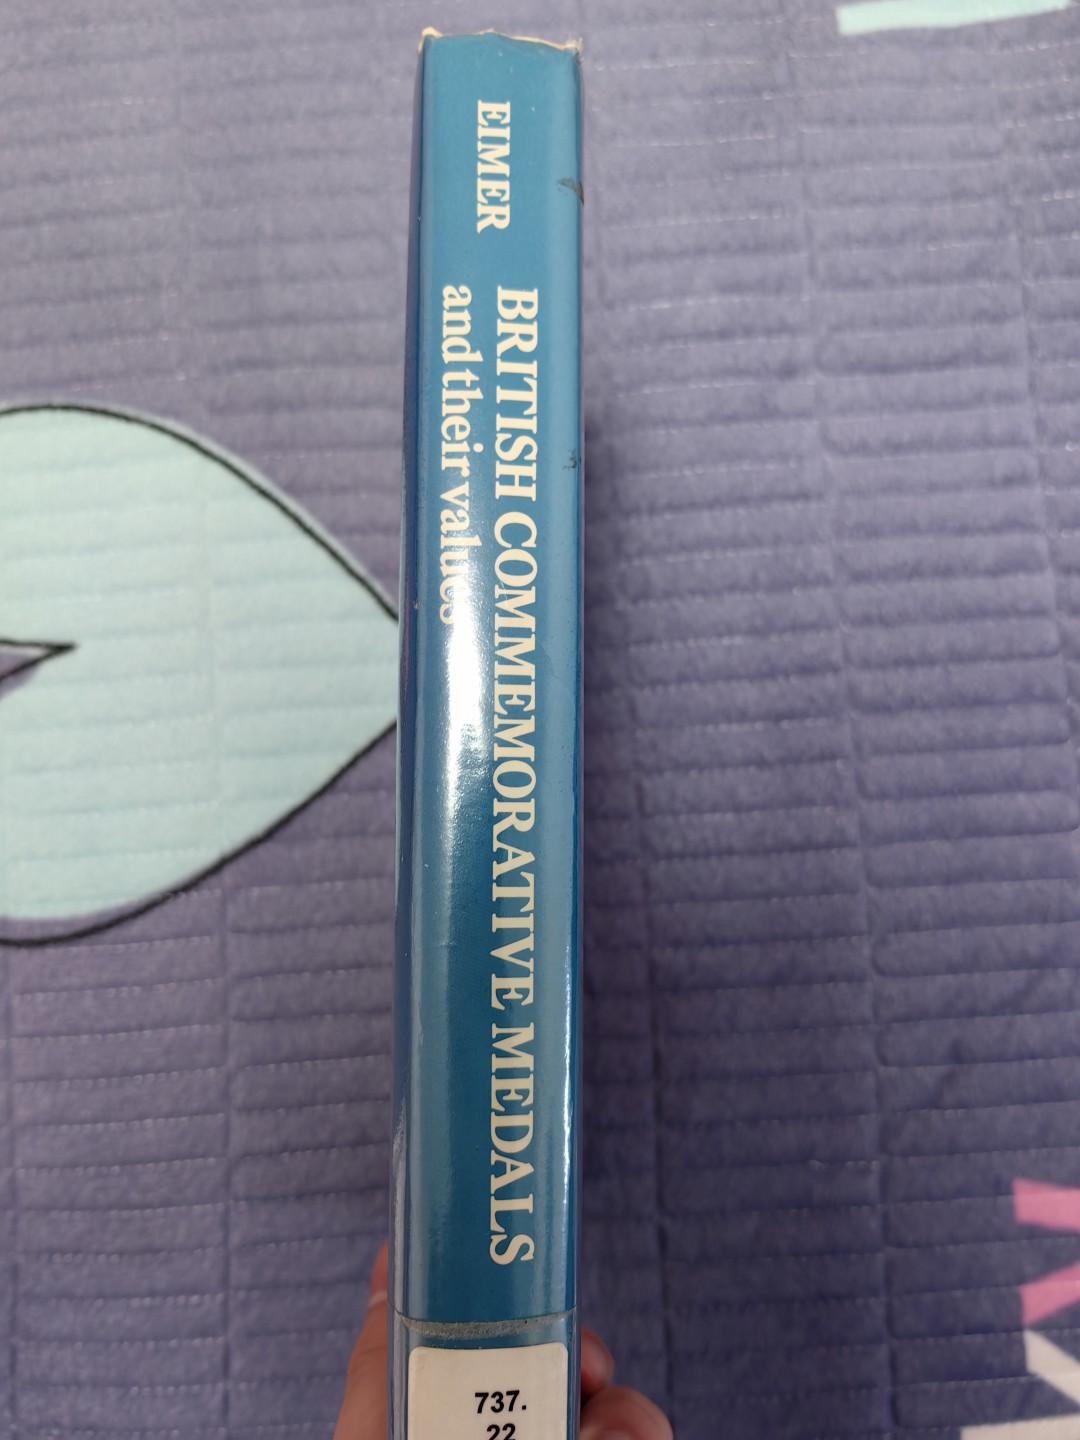 EIMER
BRITISH COMMEMORATIVE MEDALS
and their values
737.
22